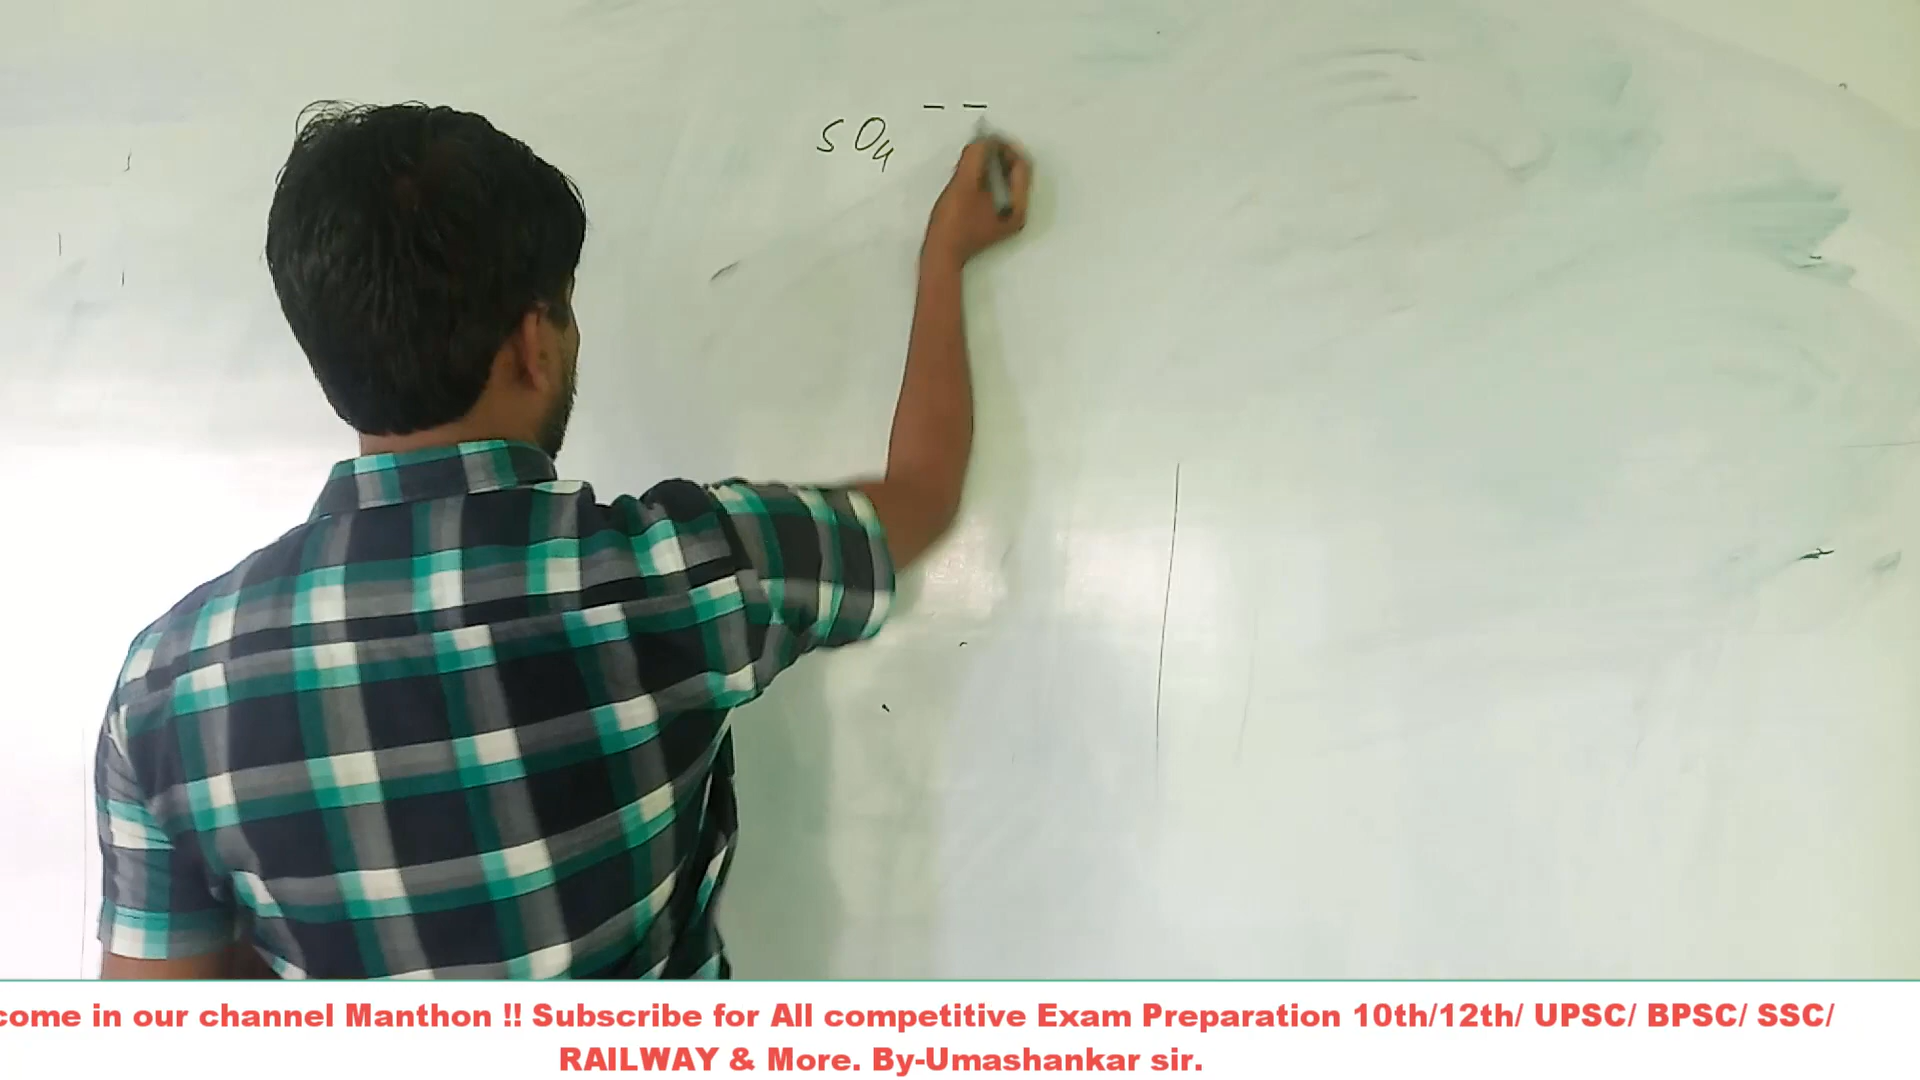 SO₄ − −
come in our channel Manthon !! Subscribe for All competitive Exam Preparation 10th/12th/ UPSC/ BPSC/ SSC/
RAILWAY & More. By-Umashankar sir.